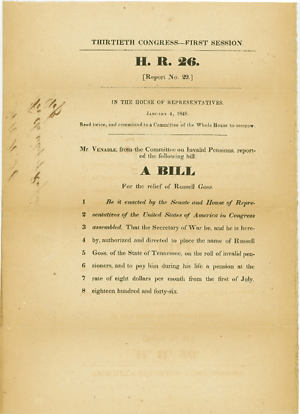 THIRTIETH CONGRESS—FIRST SESSION
H. R. 26.
[Report No. 29.]
IN THE HOUSE OF REPRESENTATIVES.
January 4, 1848.
Read twice, and committed to a Committee of the Whole House to-morrow.
Mr Venable, from the Committee on Invalid Pensions, report-
ed the following bill
A BILL
For the relief of Russell Goss.
1 Be it enacted by the Senate and House of Repre-
2 sentatives of the United States of America in Congress
3 assembled, That the Secretary of War be, and he is here-
4 by, authorized and directed to place the name of Russell
5 Goss, of the State of Tennessee, on the roll of invalid pen-
6 sioners, and to pay him during his life a pension at the
7 rate of eight dollars per month from the first of July,
8 eighteen hundred and forty-six.